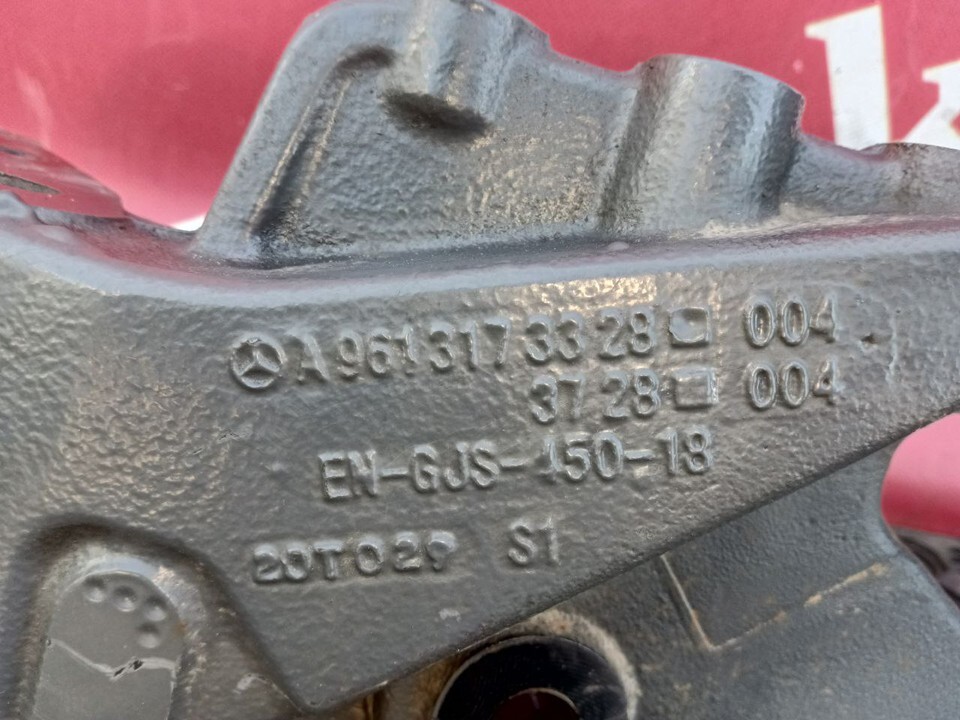 A 961 317 33 28 004
37 28 004
EN-GJS-450-18
20T029 S1
k